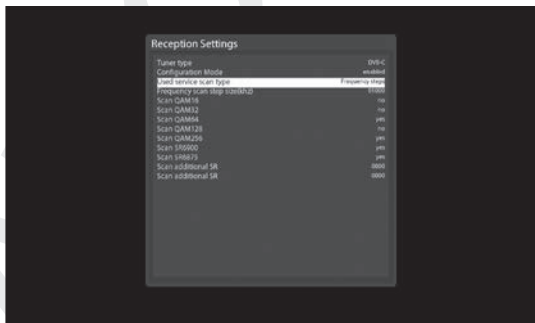 Reception Settings
Tuner type DVB-C
Configuration Mode enabled
Used service scan type Frequency steps
Frequency scan step size(khz)
Scan QAM16 no
Scan QAM32 no
Scan QAM64 yes
Scan QAM128 no
Scan QAM256 yes
Scan SR6900 yes
Scan SR6875 yes
Scan additional SR 0000
Scan additional SR 0000